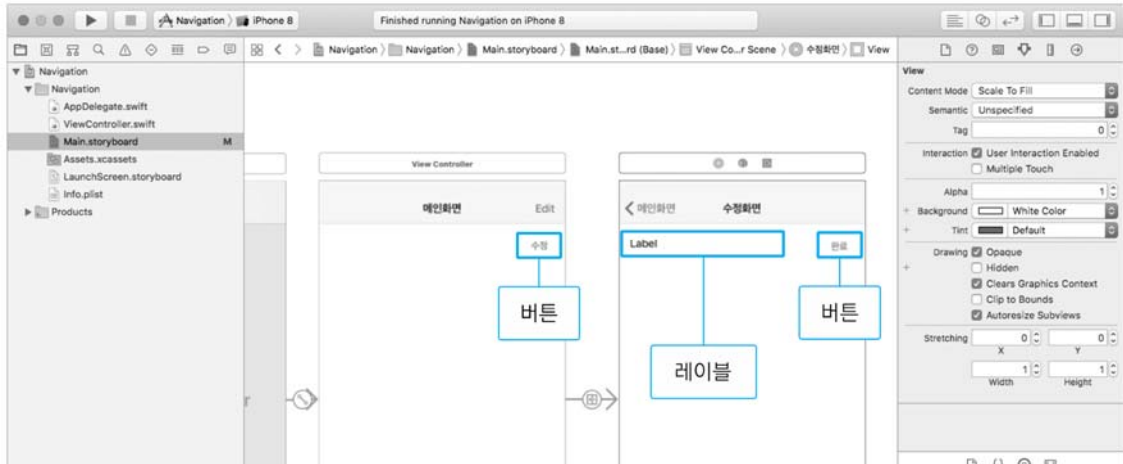 Navigation 〉 iPhone 8
Finished running Navigation on iPhone 8
Navigation 〉 Navigation 〉 Main.storyboard 〉 Main.st...rd (Base) 〉 View Co...r Scene 〉 수정화면 〉 View
Navigation
Navigation
AppDelegate.swift
ViewController.swift
Main.storyboard M
Assets.xcassets
LaunchScreen.storyboard
Info.plist
Products
View Controller
메인화면 Edit
수정
버튼
메인화면 수정화면
Label 완료
버튼
레이블
r
View
Content Mode Scale To Fill
Semantic Unspecified
Tag 0
Interaction User Interaction Enabled
Multiple Touch
Alpha 1
+ Background White Color
+ Tint Default
Drawing Opaque
+ Hidden
Clears Graphics Context
Clip to Bounds
Autoresize Subviews
Stretching 0 0
X Y
1 1
Width Height